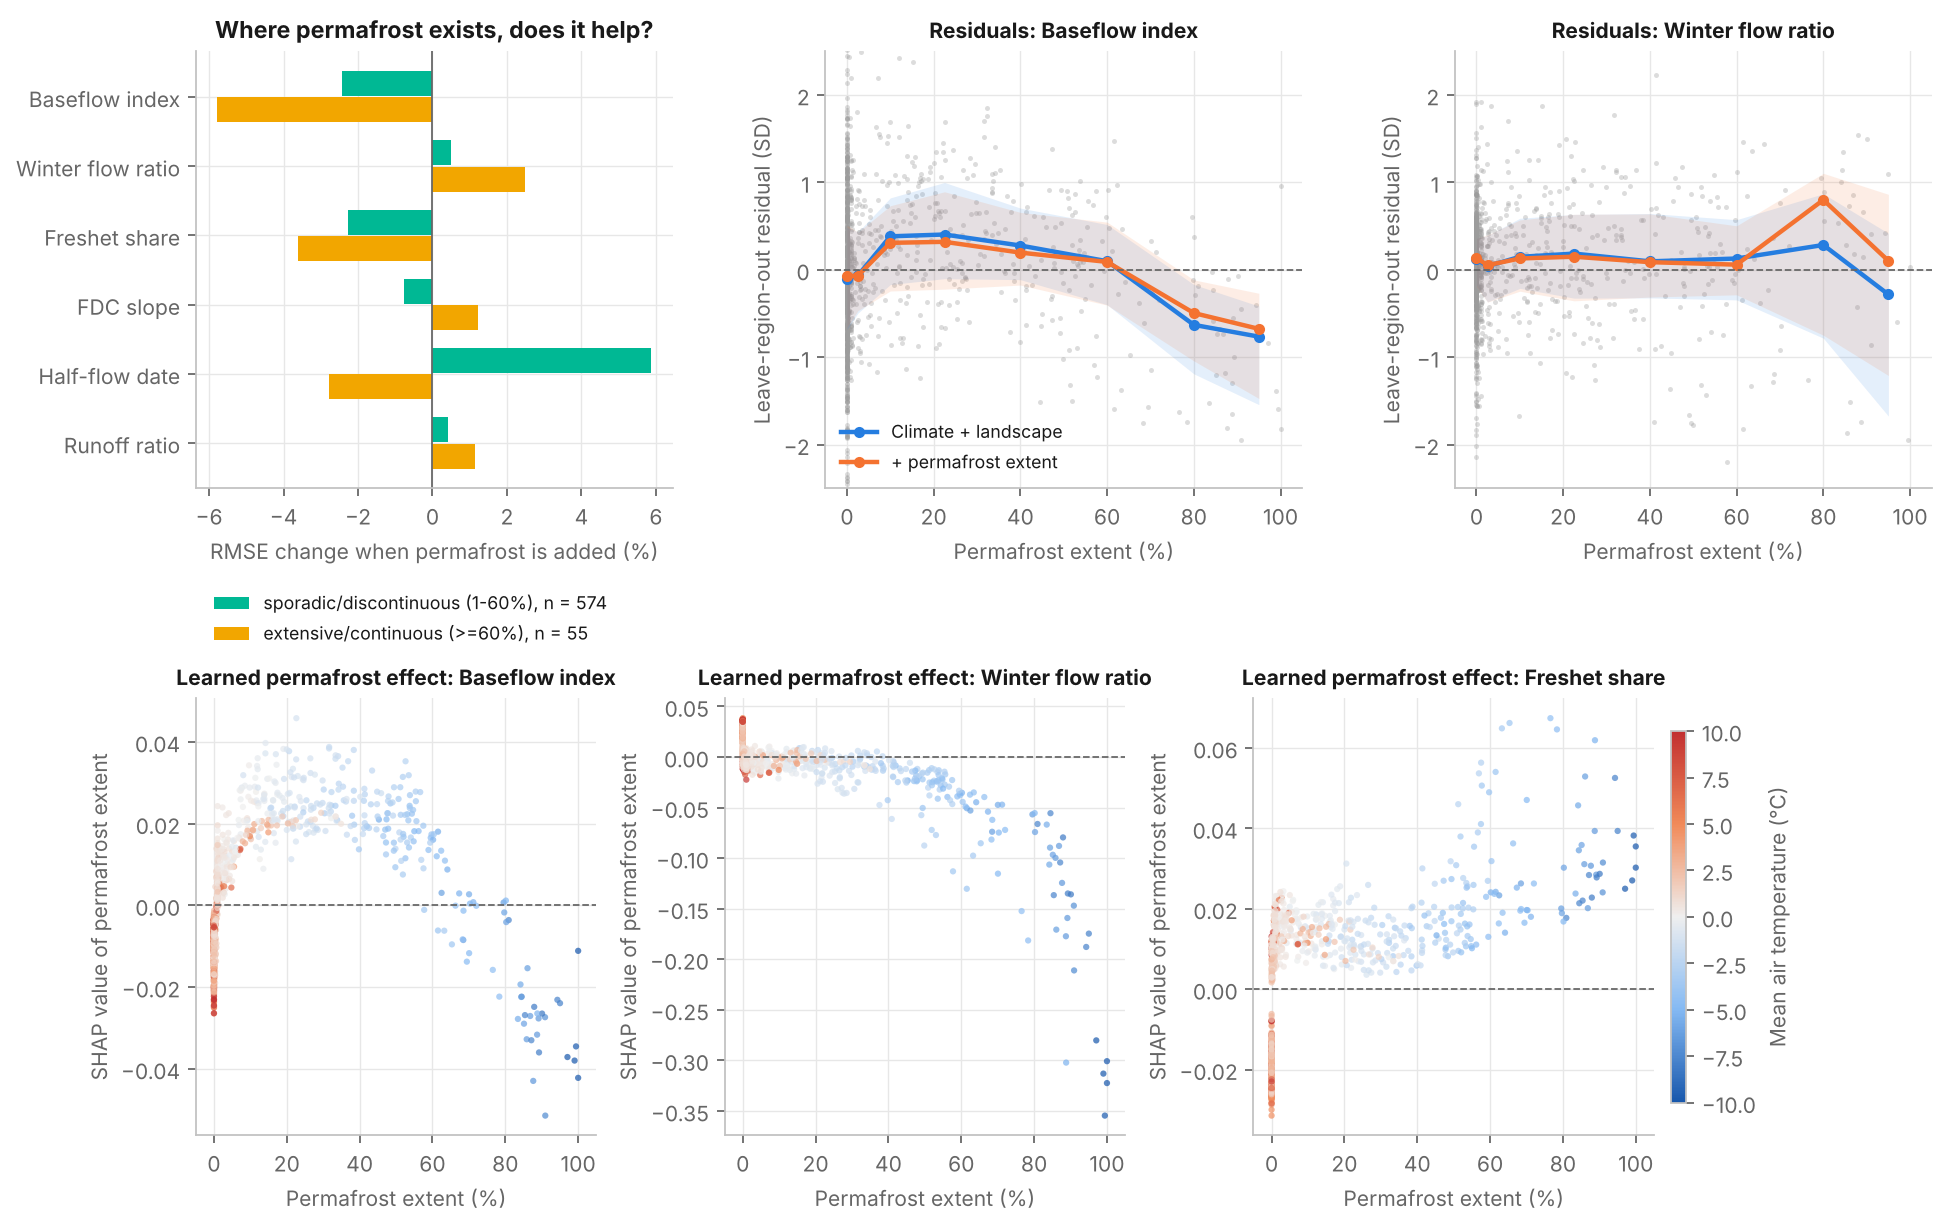 Where permafrost exists, does it help?
Baseflow index
Winter flow ratio
Freshet share
FDC slope
Half-flow date
Runoff ratio
−6 −4 −2 0 2 4 6
RMSE change when permafrost is added (%)
sporadic/discontinuous (1-60%), n = 574
extensive/continuous (>=60%), n = 55
Residuals: Baseflow index
Leave-region-out residual (SD)
2
1
0
−1
−2
Climate + landscape
+ permafrost extent
0 20 40 60 80 100
Permafrost extent (%)
Residuals: Winter flow ratio
Leave-region-out residual (SD)
2
1
0
−1
−2
0 20 40 60 80 100
Permafrost extent (%)
Learned permafrost effect: Baseflow index
SHAP value of permafrost extent
0.04
0.02
0.00
−0.02
−0.04
0 20 40 60 80 100
Permafrost extent (%)
Learned permafrost effect: Winter flow ratio
SHAP value of permafrost extent
0.05
0.00
−0.05
−0.10
−0.15
−0.20
−0.25
−0.30
−0.35
0 20 40 60 80 100
Permafrost extent (%)
Learned permafrost effect: Freshet share
SHAP value of permafrost extent
0.06
0.04
0.02
0.00
−0.02
0 20 40 60 80 100
Permafrost extent (%)
10.0
7.5
5.0
2.5
0.0
−2.5
−5.0
−7.5
−10.0
Mean air temperature (°C)